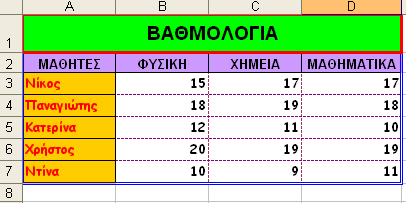 A B C D
1 ΒΑΘΜΟΛΟΓΙΑ
2 ΜΑΘΗΤΕΣ ΦΥΣΙΚΗ ΧΗΜΕΙΑ ΜΑΘΗΜΑΤΙΚΑ
3 Νίκος 15 17 17
4 Παναγιώτης 18 19 18
5 Κατερίνα 12 11 10
6 Χρήστος 20 19 19
7 Ντίνα 10 9 11
8